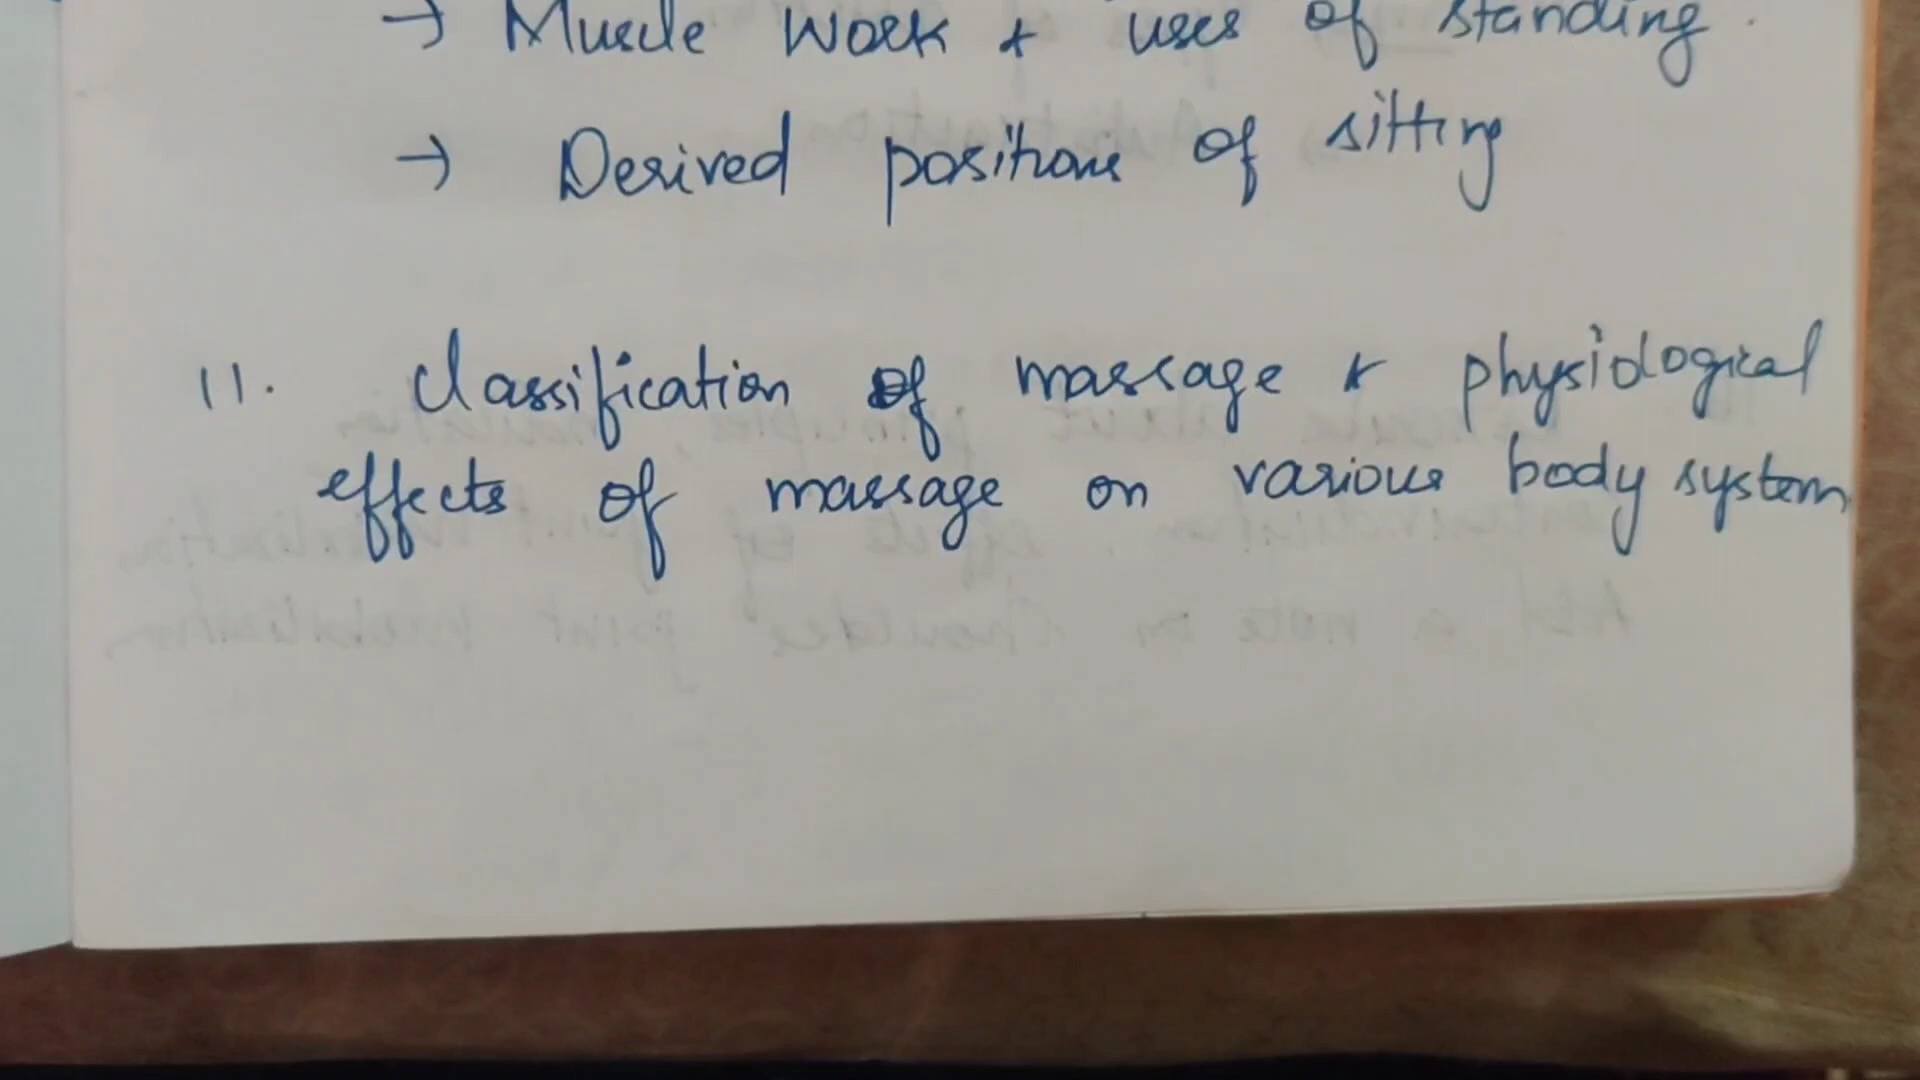 → Muscle work & uses of standing.
→ Derived positions of sitting
11. Classification of massage & physiological
effects of massage on various body system